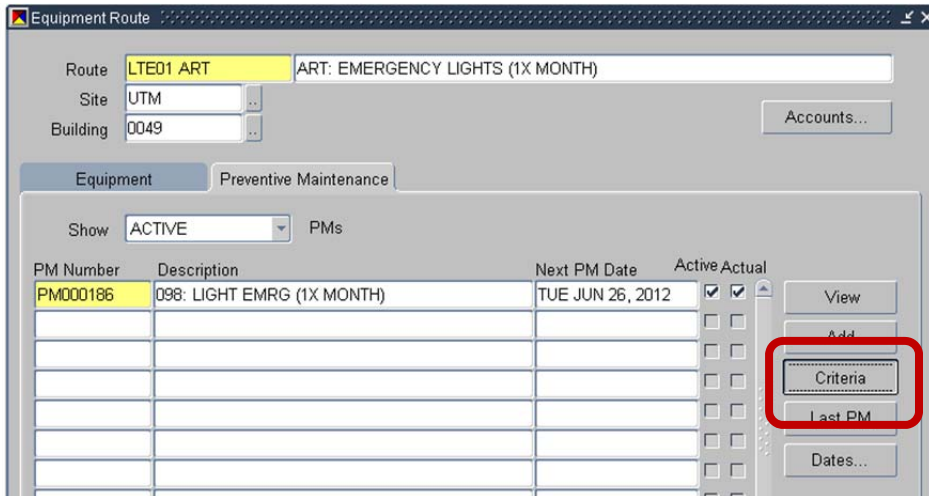 Equipment Route
Route LTE01 ART ART: EMERGENCY LIGHTS (1X MONTH)
Site UTM ..
Building 0049 ..
Accounts...
Equipment Preventive Maintenance
Show ACTIVE PMs
PM Number Description Next PM Date Active Actual
PM000186 098: LIGHT EMRG (1X MONTH) TUE JUN 26, 2012
View
Add
Criteria
Last PM
Dates...